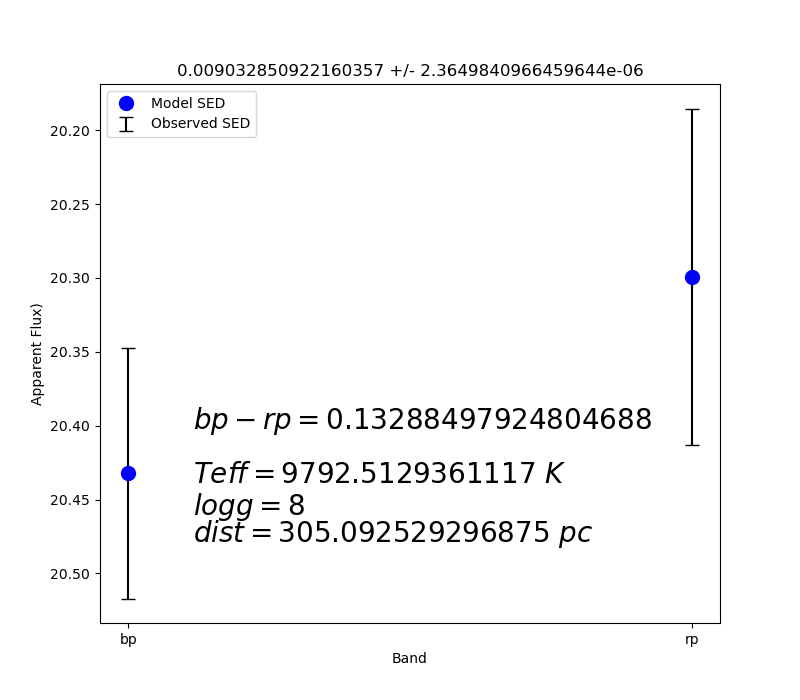 0.009032850922160357 +/- 2.3649840966459644e-06
Model SED
Observed SED
20.20
20.25
20.30
20.35
20.40
20.45
20.50
Apparent Flux)
bp − rp = 0.13288497924804688
Teff = 9792.5129361117 K
logg = 8
dist = 305.092529296875 pc
bp
rp
Band